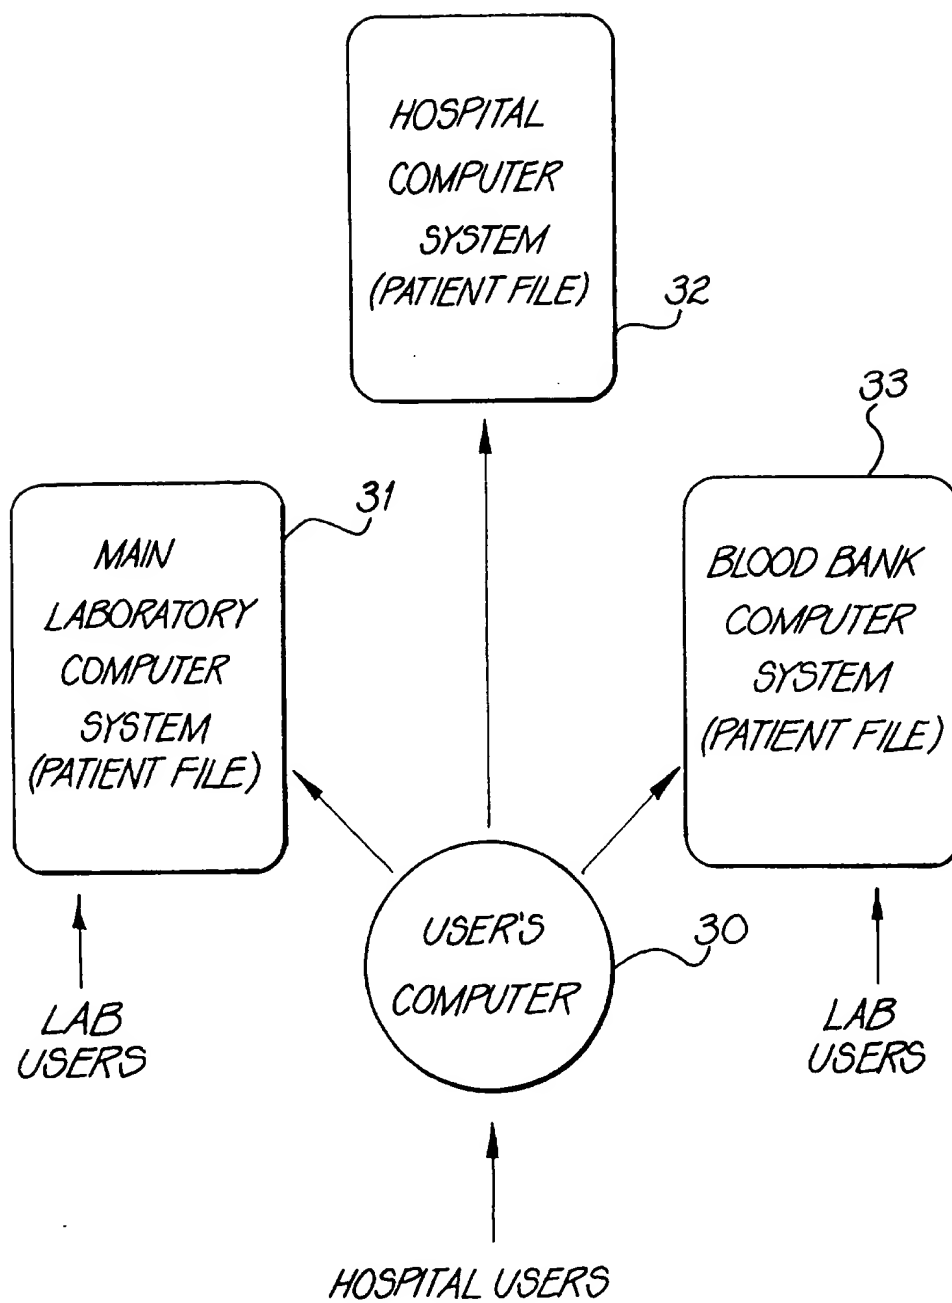 HOSPITAL
COMPUTER
SYSTEM
(PATIENT FILE)
32
33
31
MAIN
LABORATORY
COMPUTER
SYSTEM
(PATIENT FILE)
BLOOD BANK
COMPUTER
SYSTEM
(PATIENT FILE)
USER'S
COMPUTER
30
LAB
USERS
LAB
USERS
HOSPITAL USERS